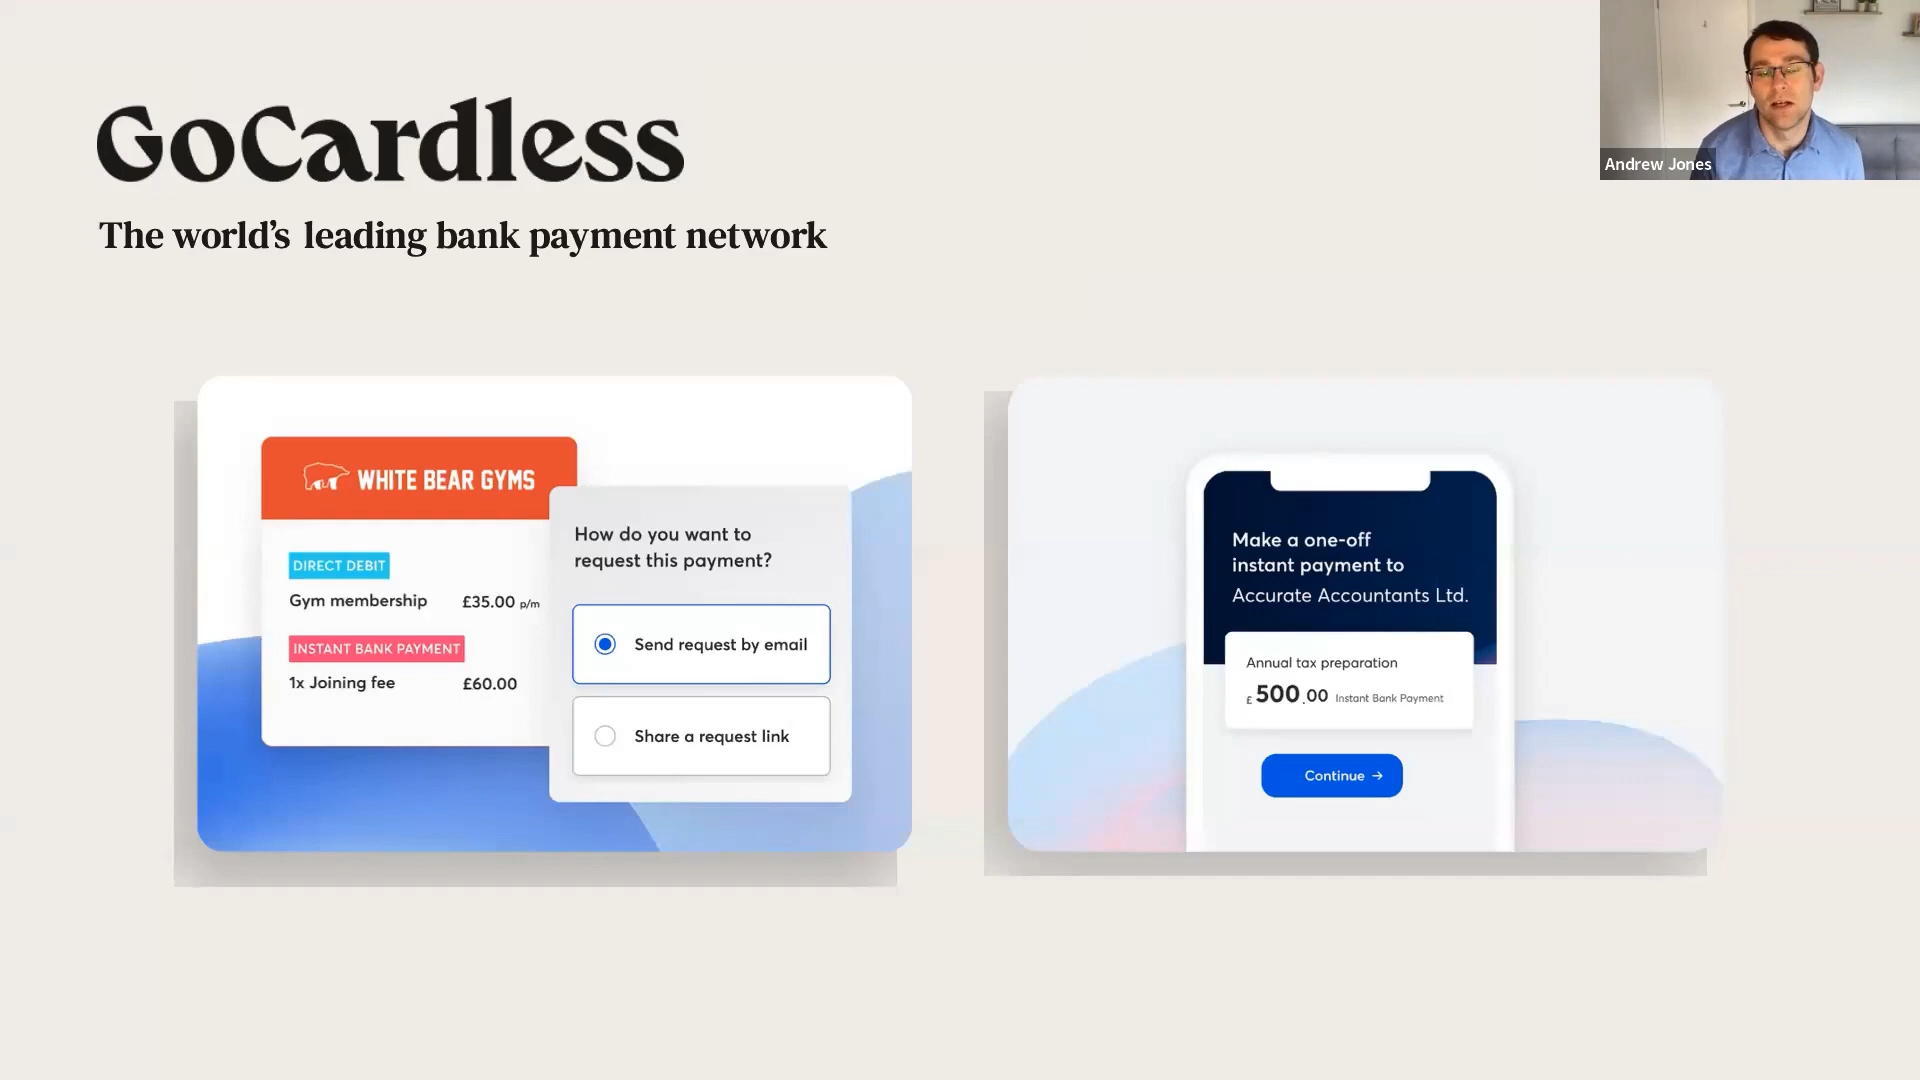 GoCardless
The world's leading bank payment network
Andrew Jones
WHITE BEAR GYMS
DIRECT DEBIT
Gym membership £35.00 p/m
INSTANT BANK PAYMENT
1x Joining fee £60.00
How do you want to
request this payment?
Send request by email
Share a request link
Make a one-off
instant payment to
Accurate Accountants Ltd.
Annual tax preparation
£ 500.00 Instant Bank Payment
Continue →